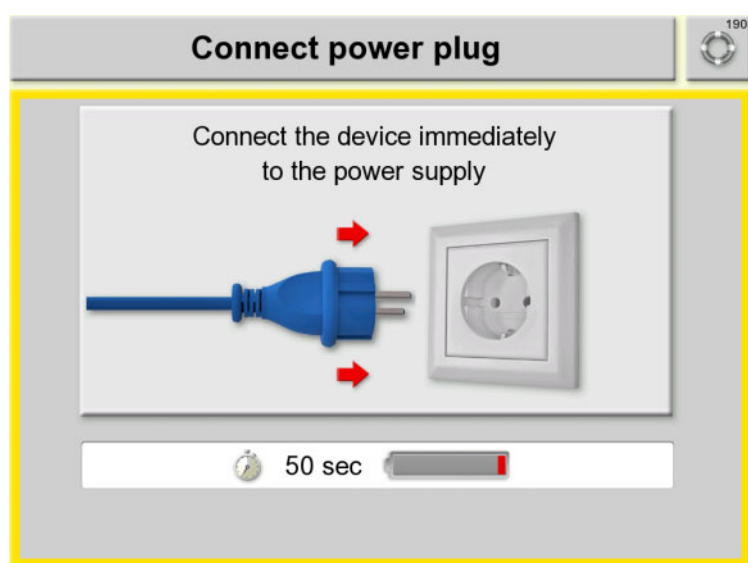 Connect power plug
190
Connect the device immediately
to the power supply
50 sec